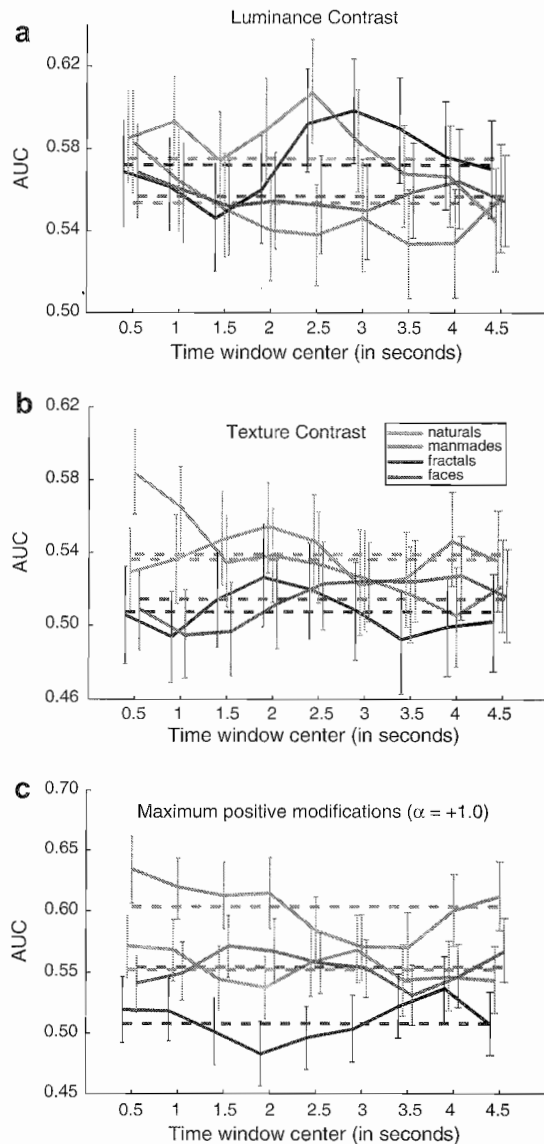 a
Luminance Contrast
0.62
0.58
0.54
0.50
AUC
0.5 1 1.5 2 2.5 3 3.5 4 4.5
Time window center (in seconds)
b
Texture Contrast
naturals
manmades
fractals
faces
0.62
0.58
0.54
0.50
0.46
AUC
0.5 1 1.5 2 2.5 3 3.5 4 4.5
Time window center (in seconds)
c
Maximum positive modifications (α = +1.0)
0.70
0.65
0.60
0.55
0.50
0.45
AUC
0.5 1 1.5 2 2.5 3 3.5 4 4.5
Time window center (in seconds)